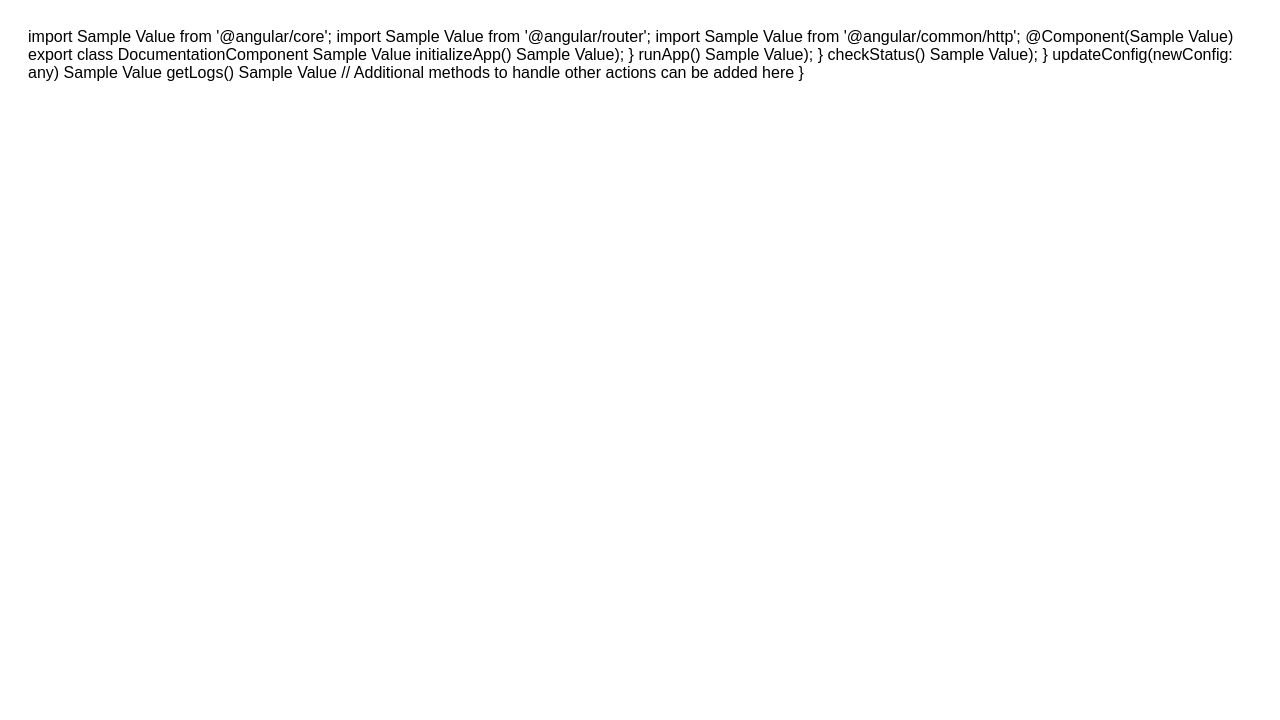 import Sample Value from '@angular/core'; import Sample Value from '@angular/router'; import Sample Value from '@angular/common/http'; @Component(Sample Value)
export class DocumentationComponent Sample Value initializeApp() Sample Value); } runApp() Sample Value); } checkStatus() Sample Value); } updateConfig(newConfig:
any) Sample Value getLogs() Sample Value // Additional methods to handle other actions can be added here }